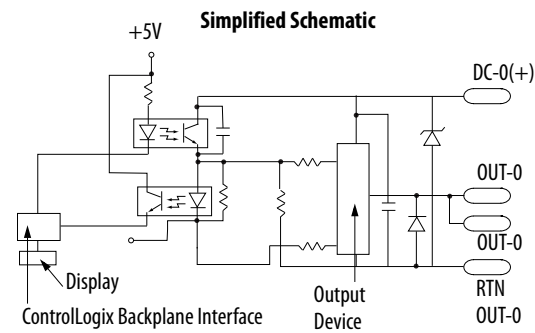 Simplified Schematic
+5V
DC-0(+)
OUT-0
OUT-0
Display
Output
Device
RTN
OUT-0
ControlLogix Backplane Interface